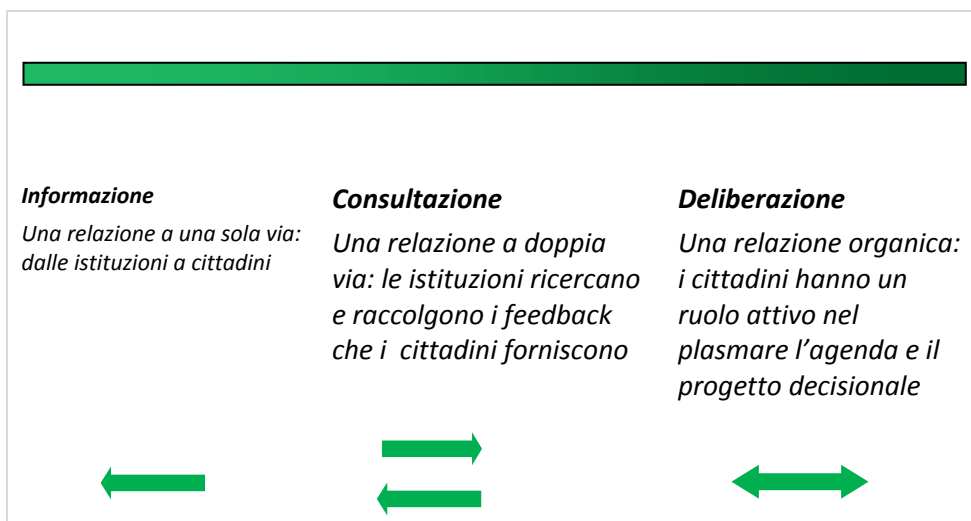 Informazione
Una relazione a una sola via:
dalle istituzioni a cittadini
Consultazione
Una relazione a doppia
via: le istituzioni ricercano
e raccolgono i feedback
che i  cittadini forniscono
Deliberazione
Una relazione organica:
i cittadini hanno un
ruolo attivo nel
plasmare l’agenda e il
progetto decisionale